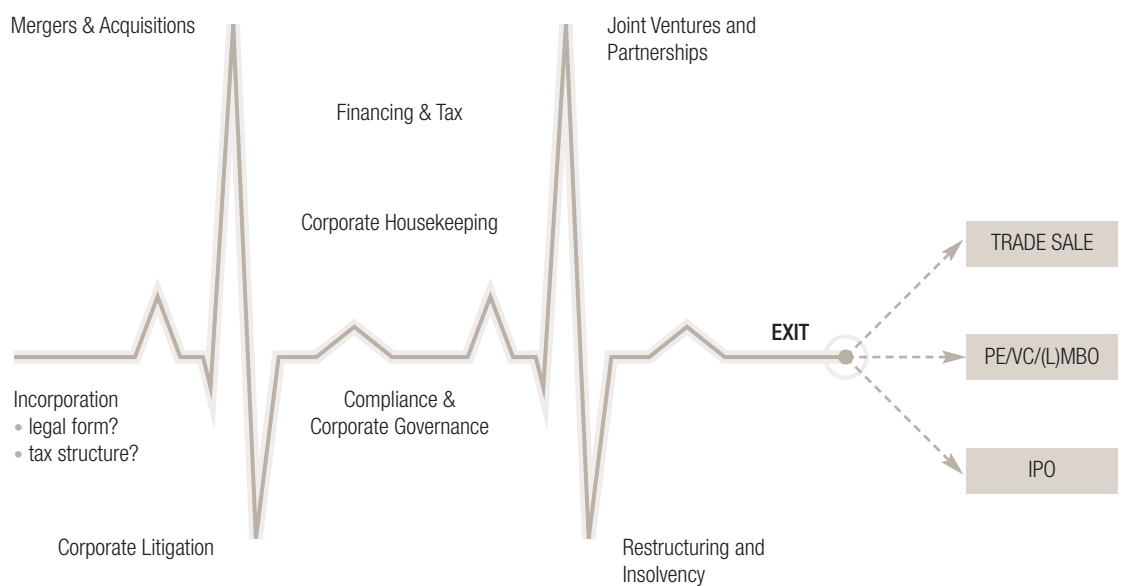 Mergers & Acquisitions
Joint Ventures and
Partnerships
Financing & Tax
Corporate Housekeeping
TRADE SALE
EXIT
PE/VC/(L)MBO
Incorporation
• legal form?
• tax structure?
Compliance &
Corporate Governance
IPO
Corporate Litigation
Restructuring and
Insolvency